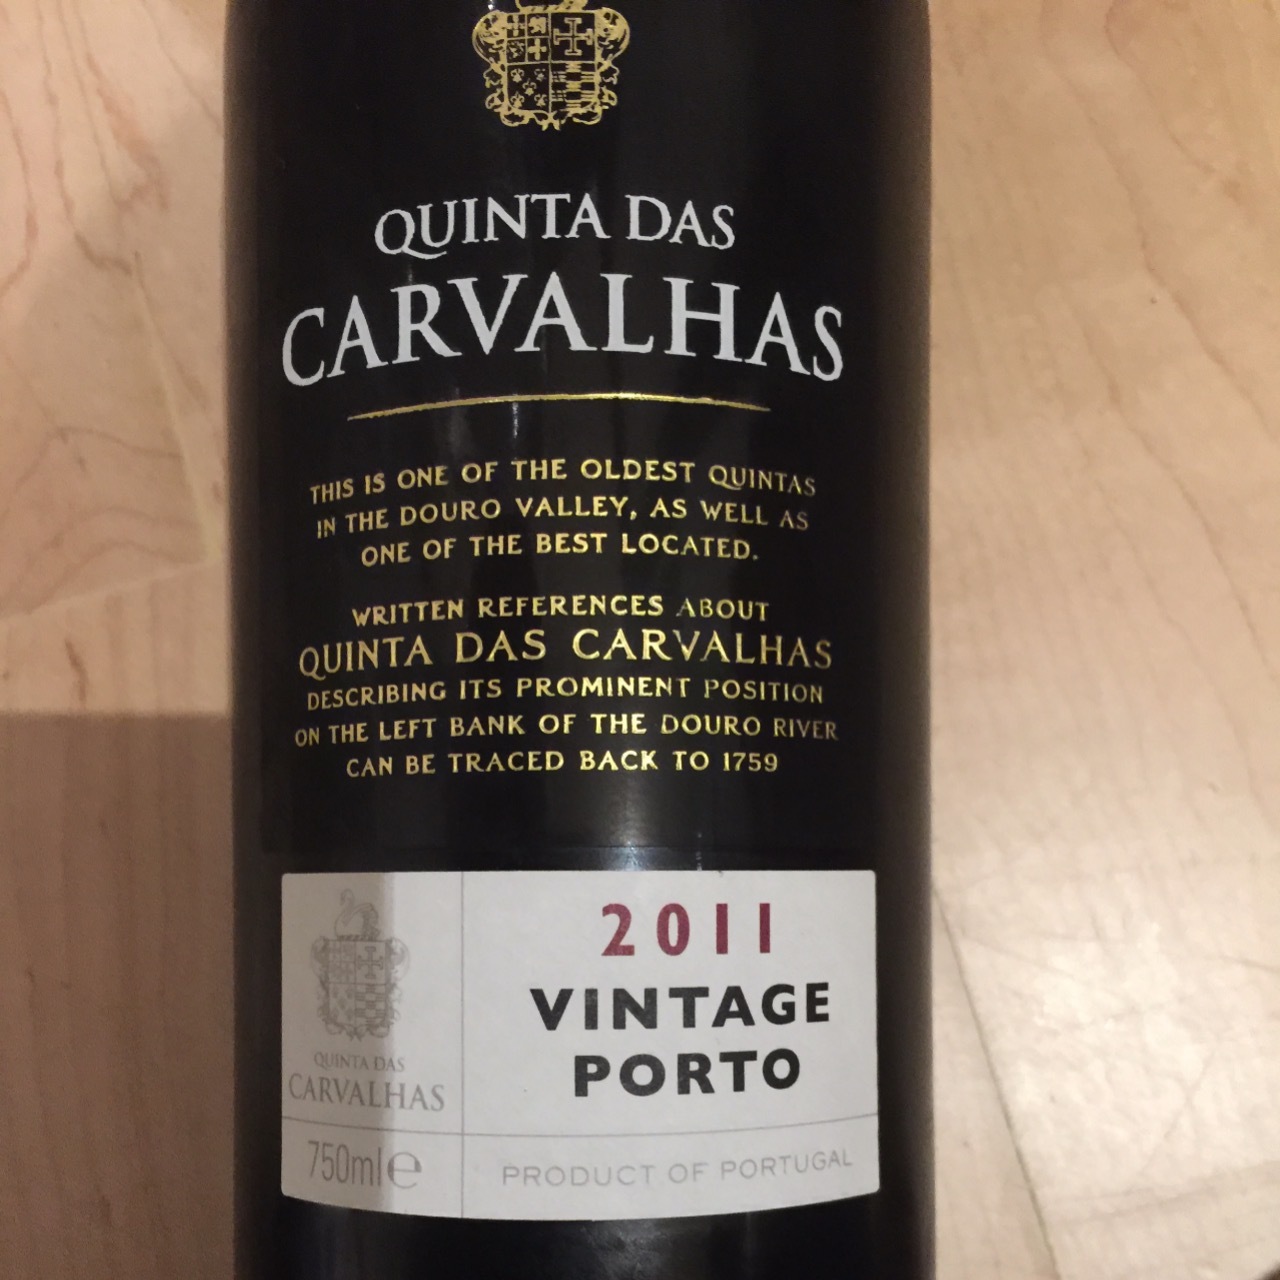 QUINTA DAS
CARVALHAS
THIS IS ONE OF THE OLDEST QUINTAS
IN THE DOURO VALLEY, AS WELL AS
ONE OF THE BEST LOCATED.
WRITTEN REFERENCES ABOUT
QUINTA DAS CARVALHAS
DESCRIBING ITS PROMINENT POSITION
ON THE LEFT BANK OF THE DOURO RIVER
CAN BE TRACED BACK TO 1759
2011
VINTAGE
PORTO
QUINTA DAS
CARVALHAS
750ml℮
PRODUCT OF PORTUGAL